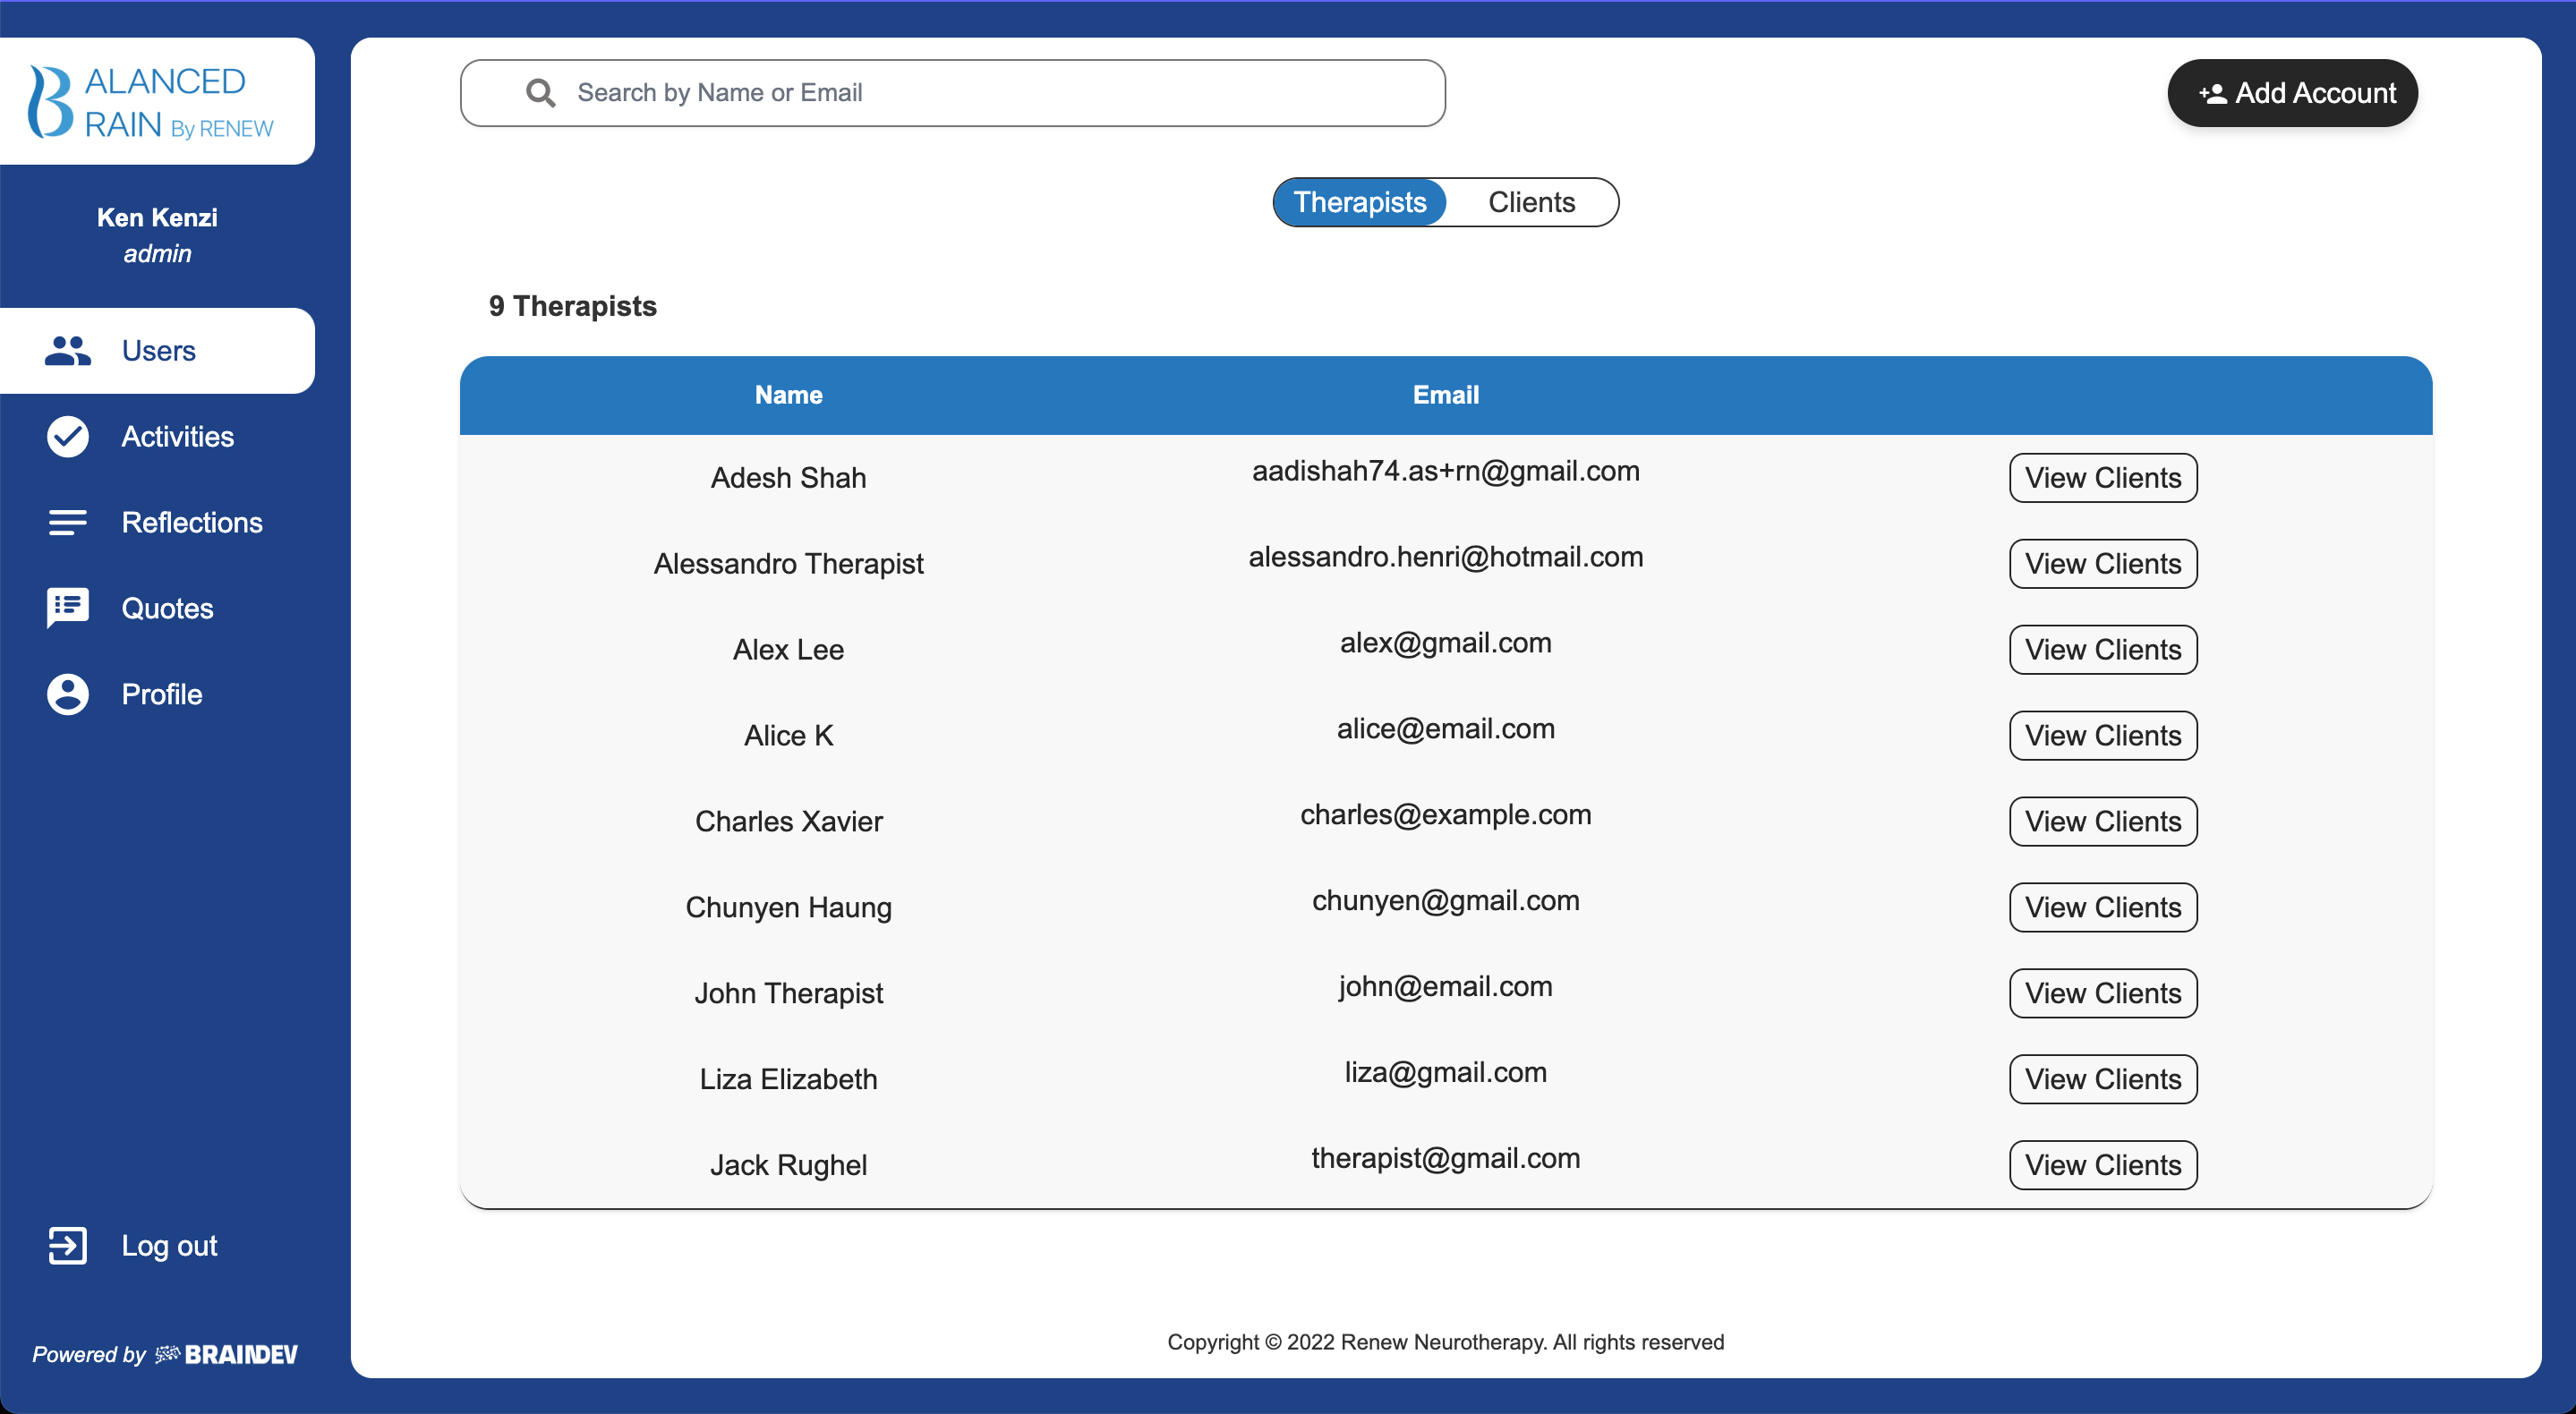 ALANCED
RAIN By RENEW
Ken Kenzi
admin
Users
Activities
Reflections
Quotes
Profile
Log out
Powered by BRAINDEV
Search by Name or Email
Add Account
Therapists Clients
9 Therapists
Name Email
Adesh Shah aadishah74.as+rn@gmail.com View Clients
Alessandro Therapist alessandro.henri@hotmail.com View Clients
Alex Lee alex@gmail.com View Clients
Alice K alice@email.com View Clients
Charles Xavier charles@example.com View Clients
Chunyen Haung chunyen@gmail.com View Clients
John Therapist john@email.com View Clients
Liza Elizabeth liza@gmail.com View Clients
Jack Rughel therapist@gmail.com View Clients
Copyright © 2022 Renew Neurotherapy. All rights reserved